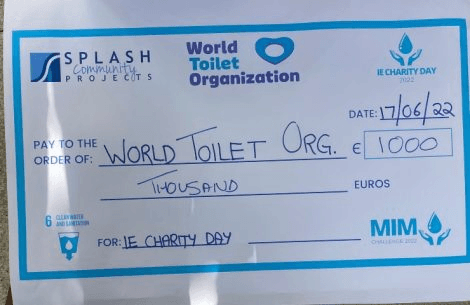 SPLASH
Community
PROJECTS
World
Toilet
Organization
IE CHARITY DAY
2022
DATE: 17/06/22
PAY TO THE
ORDER OF: WORLD TOILET ORG. € 1000
THOUSAND EUROS
6 CLEAN WATER
AND SANITATION
FOR: IE CHARITY DAY
MIM
CHALLENGE 2022